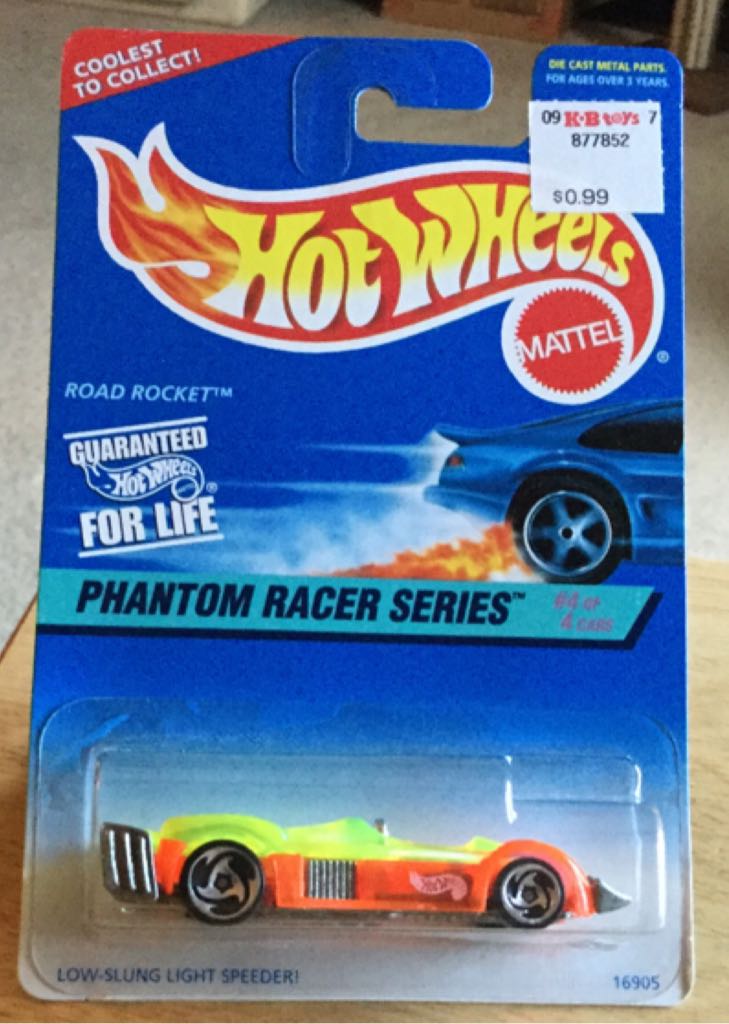 COOLEST
TO COLLECT!
DIE CAST METAL PARTS.
FOR AGES OVER 3 YEARS.
09 K·B toys 7
877852
$0.99
HOT WHEELS
MATTEL
®
ROAD ROCKET™
GUARANTEED
HOT WHEELS ®
FOR LIFE
PHANTOM RACER SERIES™
#4 OF
4 CARS
HOT WHEELS
LOW-SLUNG LIGHT SPEEDER!
16905